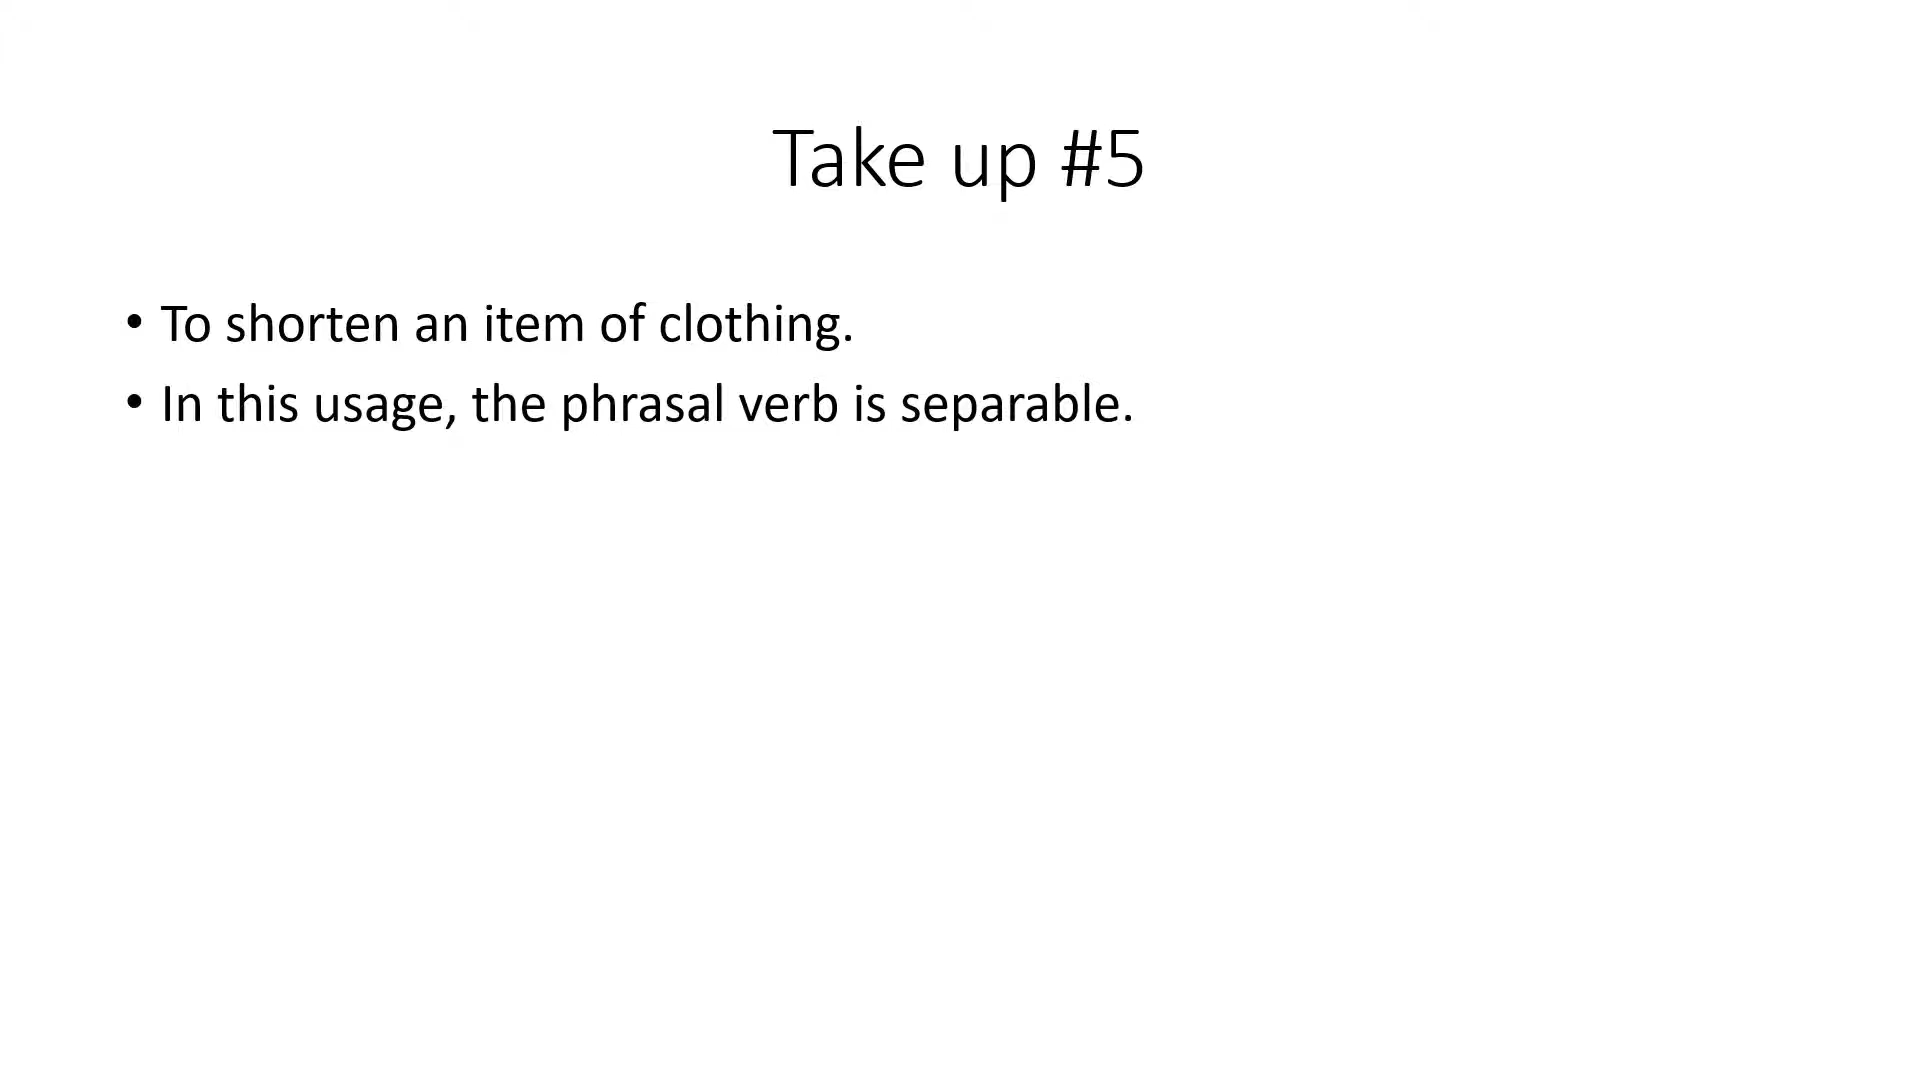 Take up #5
• To shorten an item of clothing.
• In this usage, the phrasal verb is separable.